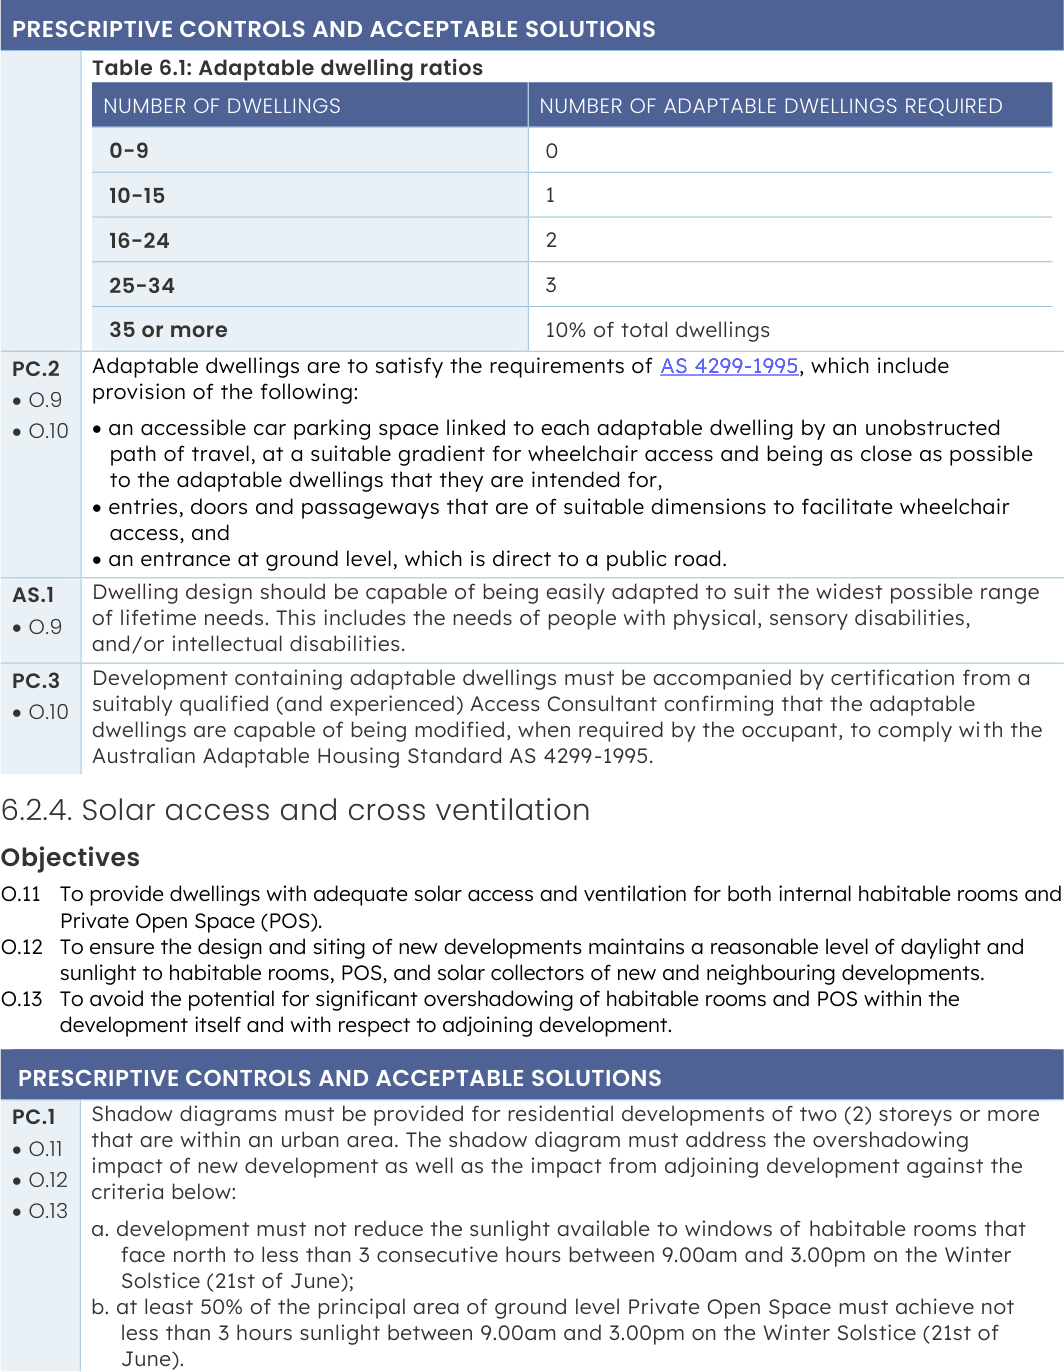 PRESCRIPTIVE CONTROLS AND ACCEPTABLE SOLUTIONS
Table 6.1: Adaptable dwelling ratios
NUMBER OF DWELLINGS NUMBER OF ADAPTABLE DWELLINGS REQUIRED
0-9 0
10-15 1
16-24 2
25-34 3
35 or more 10% of total dwellings
PC.2
• O.9
• O.10
Adaptable dwellings are to satisfy the requirements of AS 4299-1995, which include
provision of the following:
• an accessible car parking space linked to each adaptable dwelling by an unobstructed
path of travel, at a suitable gradient for wheelchair access and being as close as possible
to the adaptable dwellings that they are intended for,
• entries, doors and passageways that are of suitable dimensions to facilitate wheelchair
access, and
• an entrance at ground level, which is direct to a public road.
AS.1
• O.9
Dwelling design should be capable of being easily adapted to suit the widest possible range
of lifetime needs. This includes the needs of people with physical, sensory disabilities,
and/or intellectual disabilities.
PC.3
• O.10
Development containing adaptable dwellings must be accompanied by certification from a
suitably qualified (and experienced) Access Consultant confirming that the adaptable
dwellings are capable of being modified, when required by the occupant, to comply with the
Australian Adaptable Housing Standard AS 4299-1995.
6.2.4. Solar access and cross ventilation
Objectives
O.11 To provide dwellings with adequate solar access and ventilation for both internal habitable rooms and
Private Open Space (POS).
O.12 To ensure the design and siting of new developments maintains a reasonable level of daylight and
sunlight to habitable rooms, POS, and solar collectors of new and neighbouring developments.
O.13 To avoid the potential for significant overshadowing of habitable rooms and POS within the
development itself and with respect to adjoining development.
PRESCRIPTIVE CONTROLS AND ACCEPTABLE SOLUTIONS
PC.1
• O.11
• O.12
• O.13
Shadow diagrams must be provided for residential developments of two (2) storeys or more
that are within an urban area. The shadow diagram must address the overshadowing
impact of new development as well as the impact from adjoining development against the
criteria below:
a. development must not reduce the sunlight available to windows of habitable rooms that
face north to less than 3 consecutive hours between 9.00am and 3.00pm on the Winter
Solstice (21st of June);
b. at least 50% of the principal area of ground level Private Open Space must achieve not
less than 3 hours sunlight between 9.00am and 3.00pm on the Winter Solstice (21st of
June).